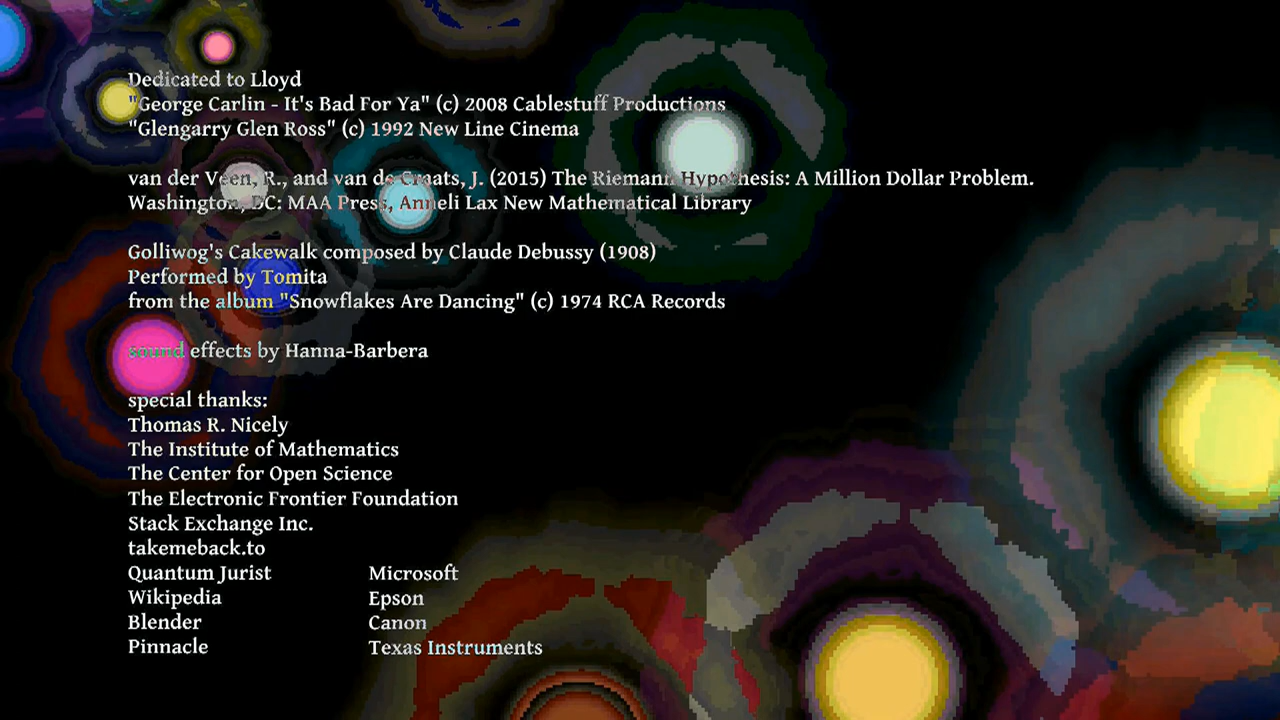 Dedicated to Lloyd
"George Carlin - It's Bad For Ya" (c) 2008 Cablestuff Productions
"Glengarry Glen Ross" (c) 1992 New Line Cinema
van der Veen, R., and van de Craats, J. (2015) The Riemann Hypothesis: A Million Dollar Problem.
Washington, DC: MAA Press, Anneli Lax New Mathematical Library
Golliwog's Cakewalk composed by Claude Debussy (1908)
Performed by Tomita
from the album "Snowflakes Are Dancing" (c) 1974 RCA Records
sound effects by Hanna-Barbera
special thanks:
Thomas R. Nicely
The Institute of Mathematics
The Center for Open Science
The Electronic Frontier Foundation
Stack Exchange Inc.
takemeback.to
Quantum Jurist Microsoft
Wikipedia Epson
Blender Canon
Pinnacle Texas Instruments